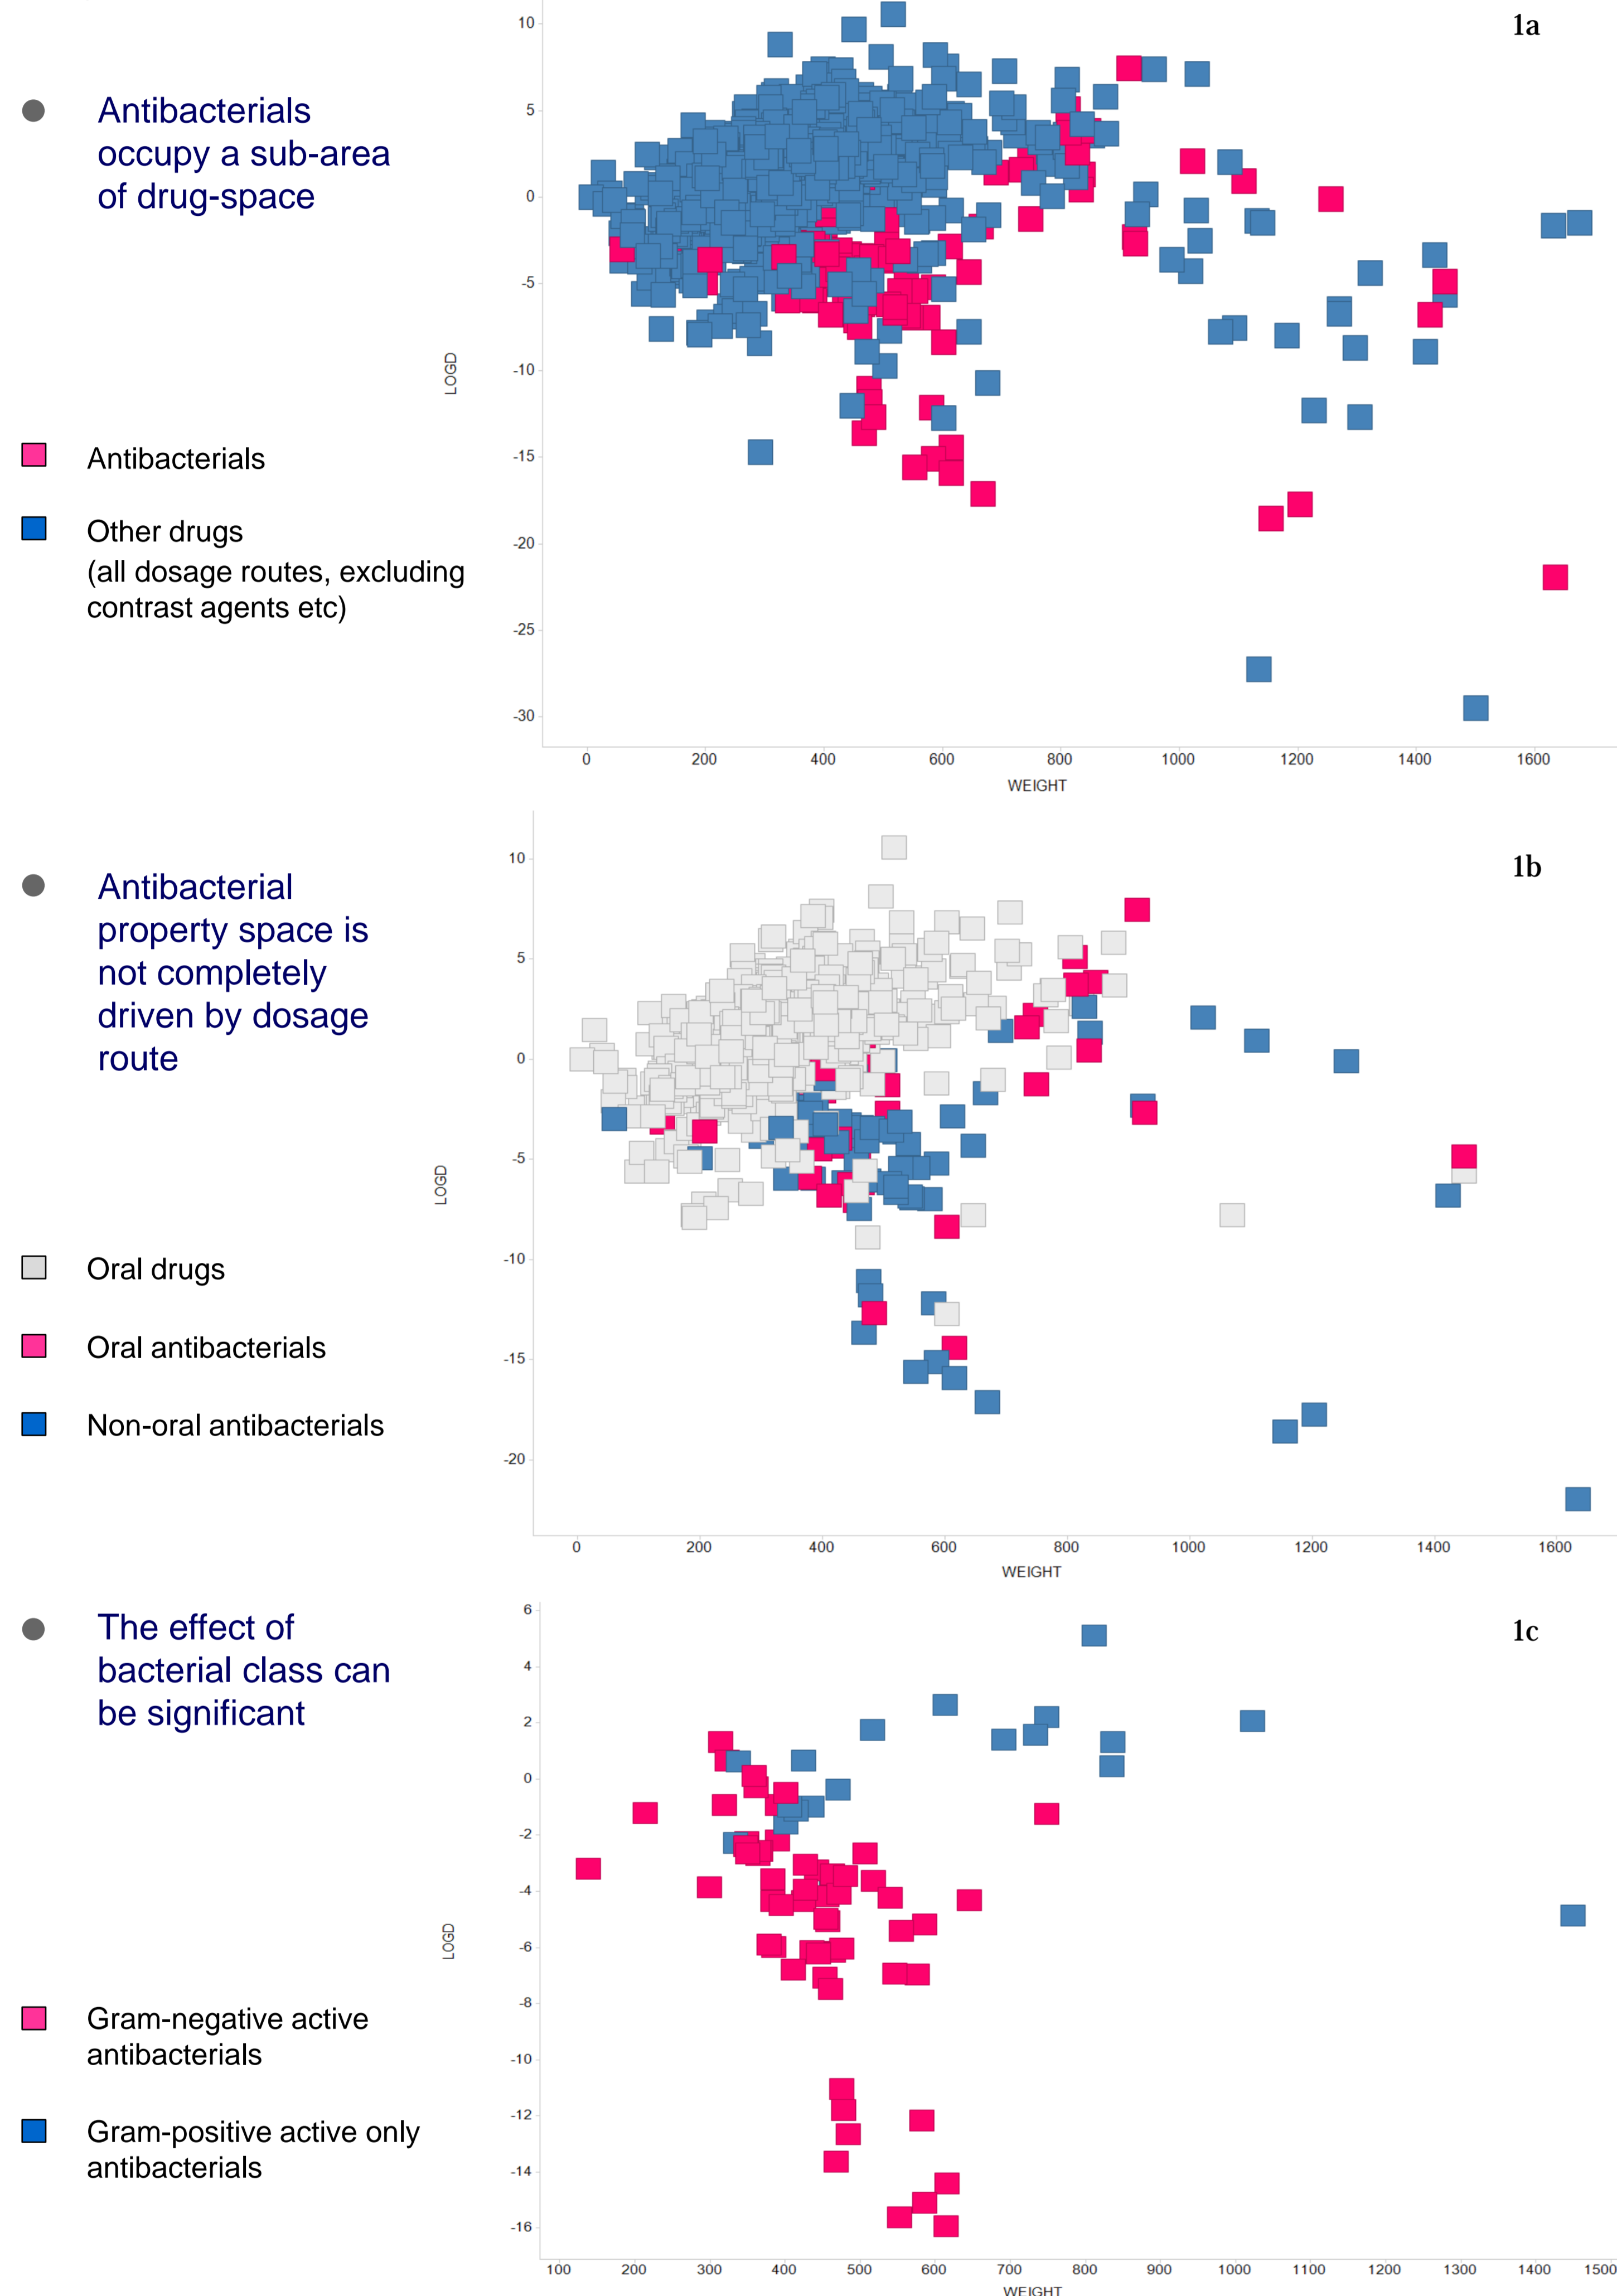 1a
Antibacterials
occupy a sub-area
of drug-space
Antibacterials
Other drugs
(all dosage routes, excluding
contrast agents etc)
LOGD
10
5
0
-5
-10
-15
-20
-25
-30
0 200 400 600 800 1000 1200 1400 1600
WEIGHT
1b
Antibacterial
property space is
not completely
driven by dosage
route
Oral drugs
Oral antibacterials
Non-oral antibacterials
LOGD
10
5
0
-5
-10
-15
-20
0 200 400 600 800 1000 1200 1400 1600
WEIGHT
1c
The effect of
bacterial class can
be significant
Gram-negative active
antibacterials
Gram-positive active only
antibacterials
LOGD
6
4
2
0
-2
-4
-6
-8
-10
-12
-14
-16
100 200 300 400 500 600 700 800 900 1000 1100 1200 1300 1400 1500
WEIGHT